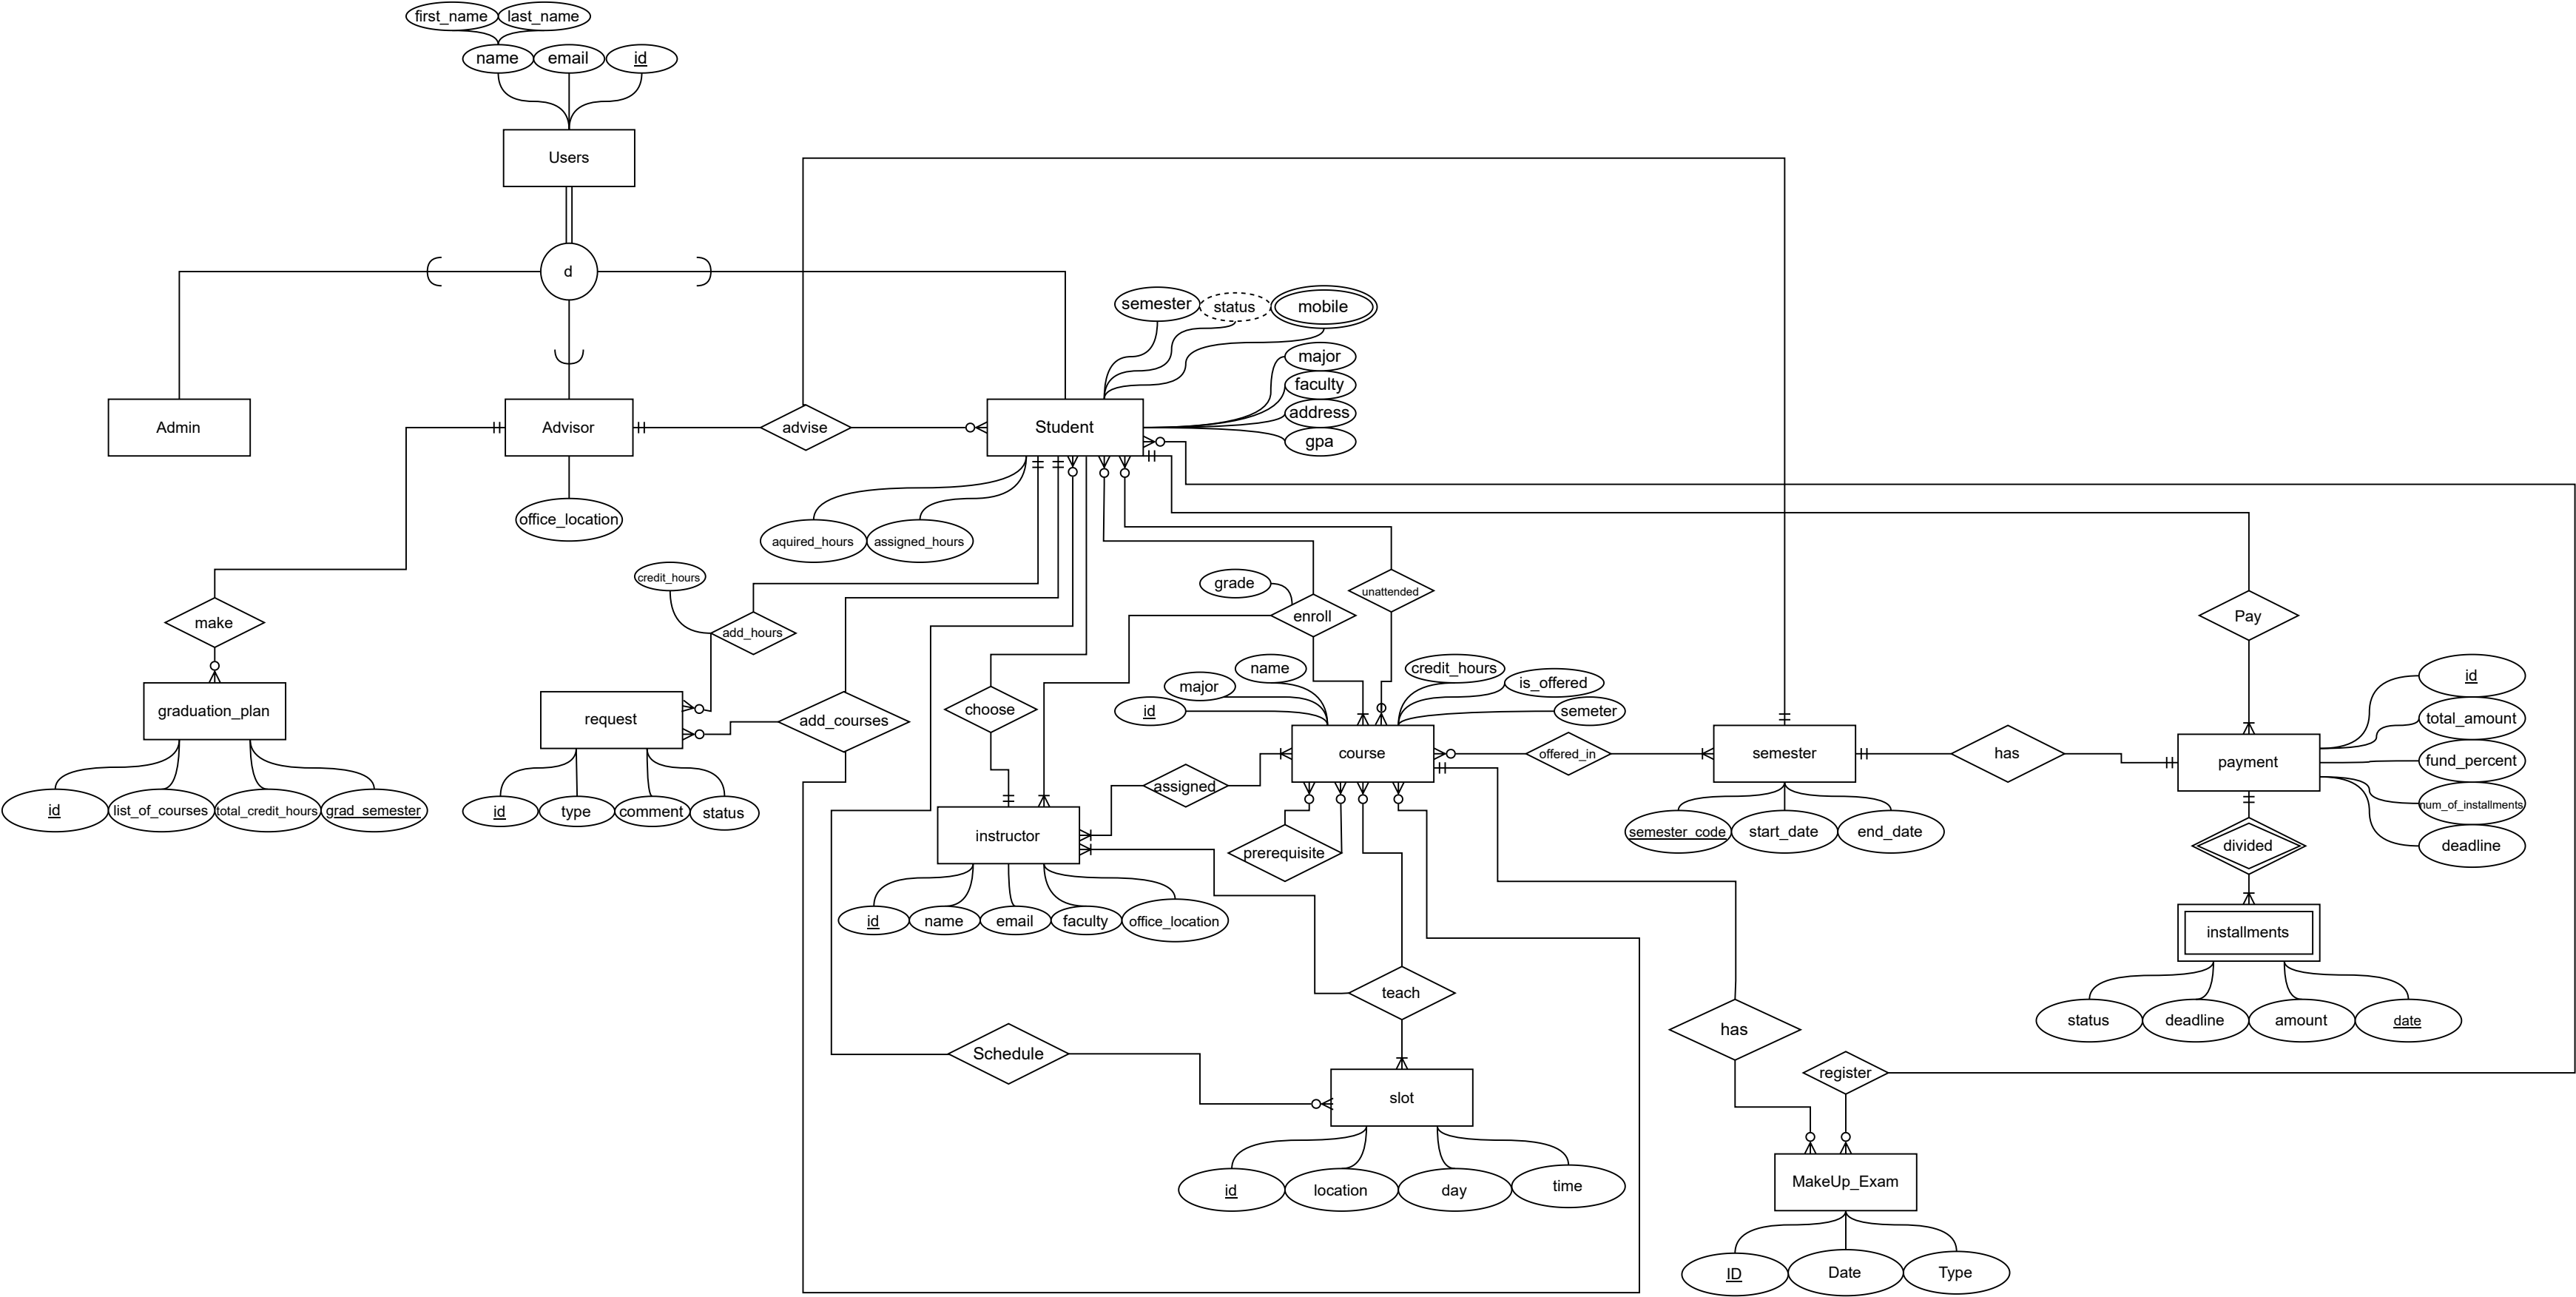 first_name
last_name
name
email
id
Users
d
Admin
Advisor
office_location
advise
Student
semester
status
mobile
major
faculty
address
gpa
aquired_hours
assigned_hours
make
graduation_plan
id
list_of_courses
total_credit_hours
grad_semester
credit_hours
add_hours
request
id
type
comment
status
add_courses
choose
grade
enroll
unattended
name
major
id
credit_hours
is_offered
semeter
course
offered_in
semester
semester_code
start_date
end_date
has
Pay
payment
id
total_amount
fund_percent
num_of_installments
deadline
divided
installments
status
deadline
amount
date
assigned
instructor
id
name
email
faculty
office_location
prerequisite
teach
Schedule
slot
id
location
day
time
has
register
MakeUp_Exam
ID
Date
Type